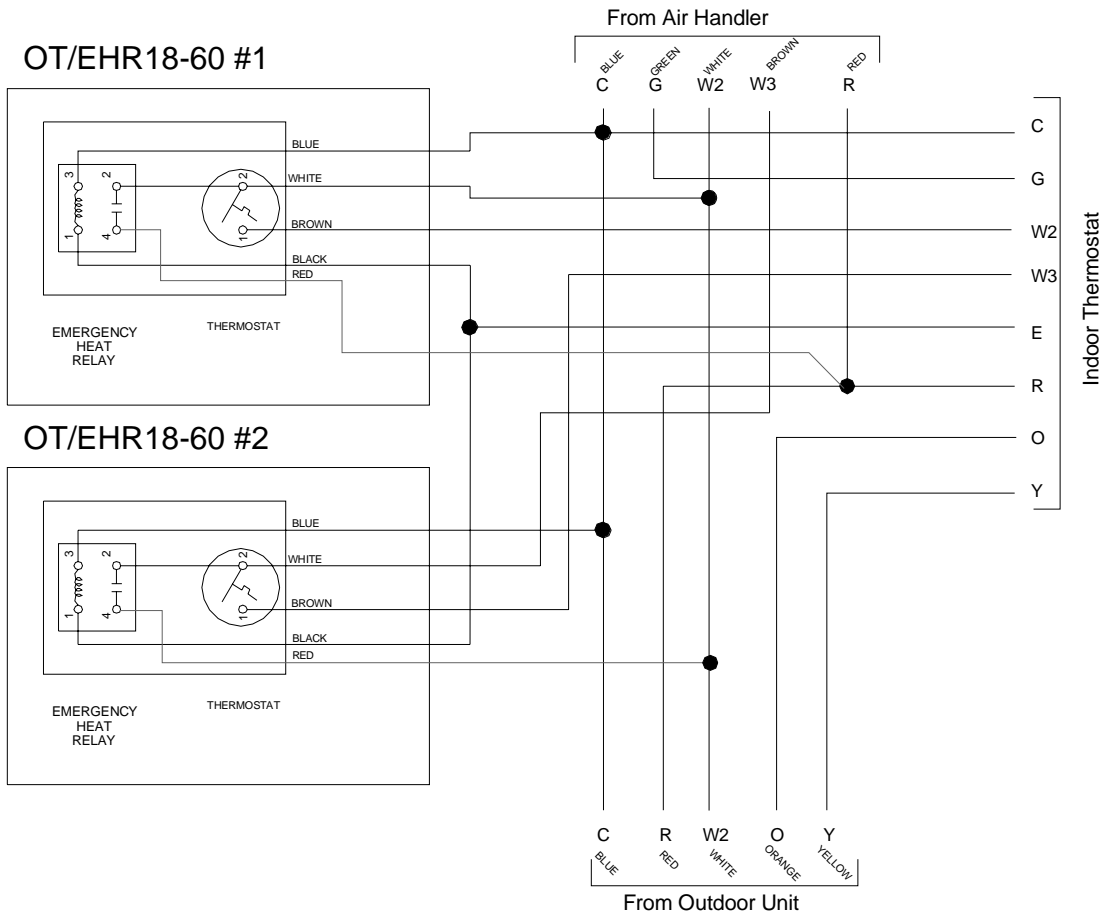 From Air Handler
BLUE GREEN WHITE BROWN RED
C G W2 W3 R
OT/EHR18-60 #1
BLUE
3 2 2
WHITE
1 4 1
BROWN
BLACK
RED
EMERGENCY
HEAT
RELAY
THERMOSTAT
C
G
W2
W3
E
R
O
Y
Indoor Thermostat
OT/EHR18-60 #2
BLUE
3 2 2
WHITE
1 4 1
BROWN
BLACK
RED
EMERGENCY
HEAT
RELAY
THERMOSTAT
C R W2 O Y
BLUE RED WHITE ORANGE YELLOW
From Outdoor Unit